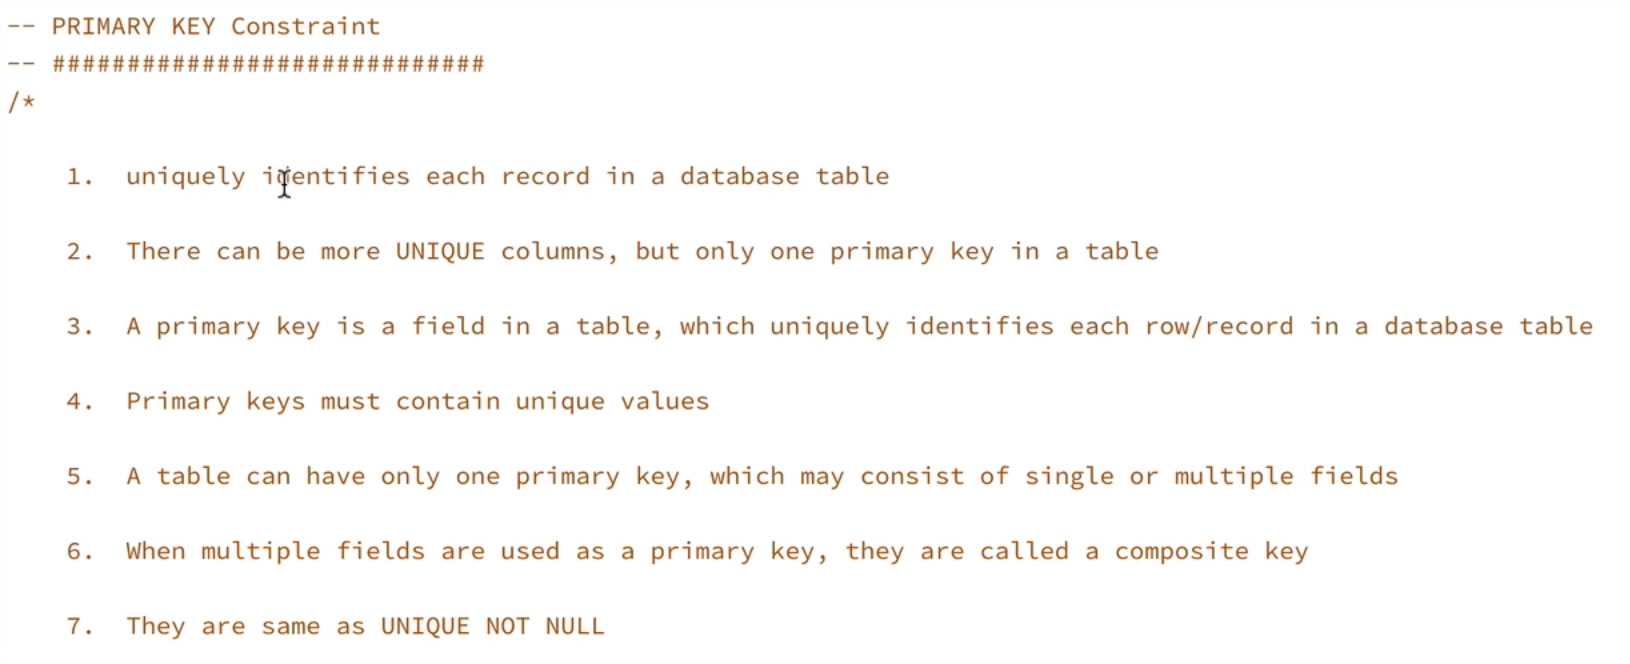 -- PRIMARY KEY Constraint
-- #############################
/*
1. uniquely identifies each record in a database table
2. There can be more UNIQUE columns, but only one primary key in a table
3. A primary key is a field in a table, which uniquely identifies each row/record in a database table
4. Primary keys must contain unique values
5. A table can have only one primary key, which may consist of single or multiple fields
6. When multiple fields are used as a primary key, they are called a composite key
7. They are same as UNIQUE NOT NULL